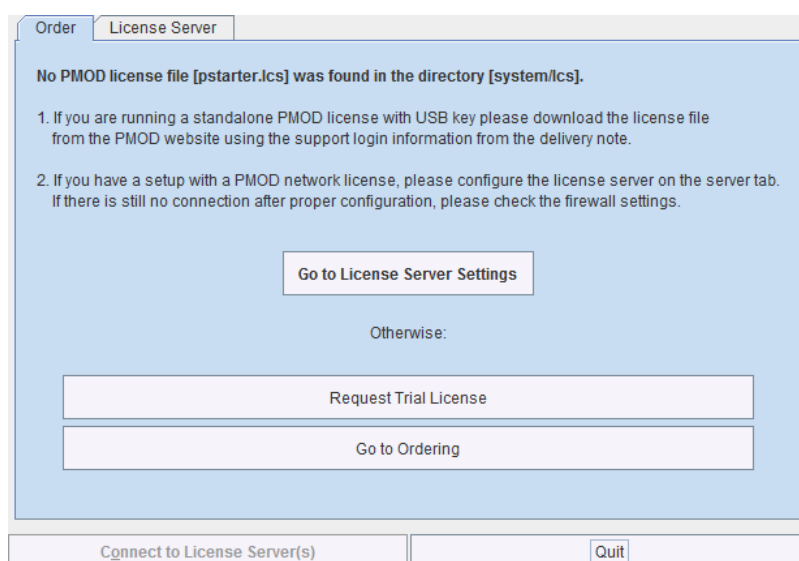 Order
License Server
No PMOD license file [pstarter.lcs] was found in the directory [system/lcs].
1. If you are running a standalone PMOD license with USB key please download the license file
from the PMOD website using the support login information from the delivery note.
2. If you have a setup with a PMOD network license, please configure the license server on the server tab.
If there is still no connection after proper configuration, please check the firewall settings.
Go to License Server Settings
Otherwise:
Request Trial License
Go to Ordering
Connect to License Server(s)
Quit